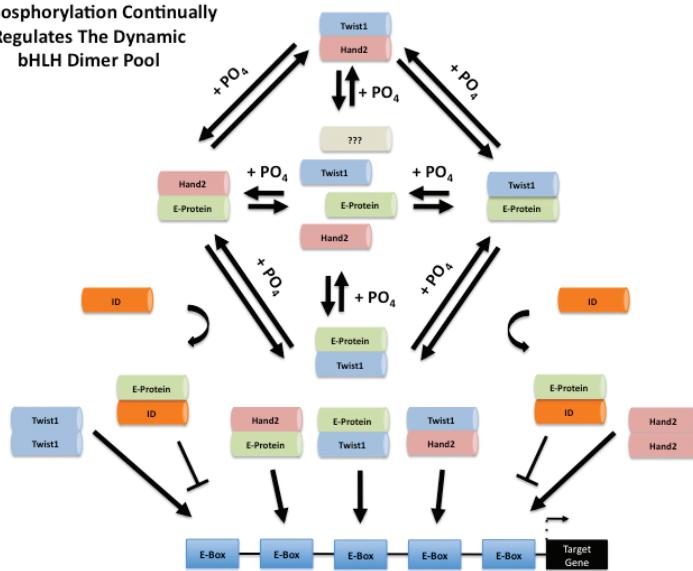 osphorylation Continually
Regulates The Dynamic
bHLH Dimer Pool
Twist1
Hand2
+ PO4
+ PO4
+ PO4
???
Hand2
E-Protein
+ PO4
Twist1
E-Protein
Hand2
+ PO4
Twist1
E-Protein
+ PO4
+ PO4
+ PO4
ID
ID
E-Protein
Twist1
E-Protein
ID
E-Protein
ID
Twist1
Twist1
Hand2
E-Protein
E-Protein
Twist1
Twist1
Hand2
Hand2
Hand2
E-Box
E-Box
E-Box
E-Box
E-Box
Target
Gene